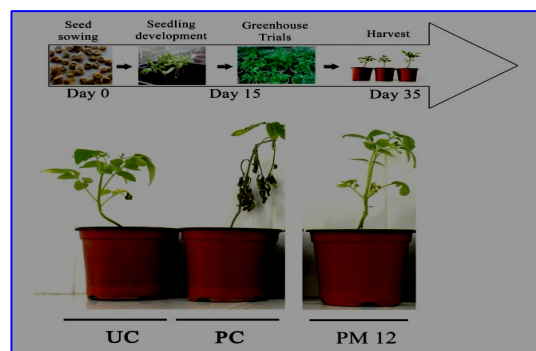 Seed
sowing
Seedling
development
Greenhouse
Trials
Harvest
Day 0
Day 15
Day 35
UC
PC
PM 12